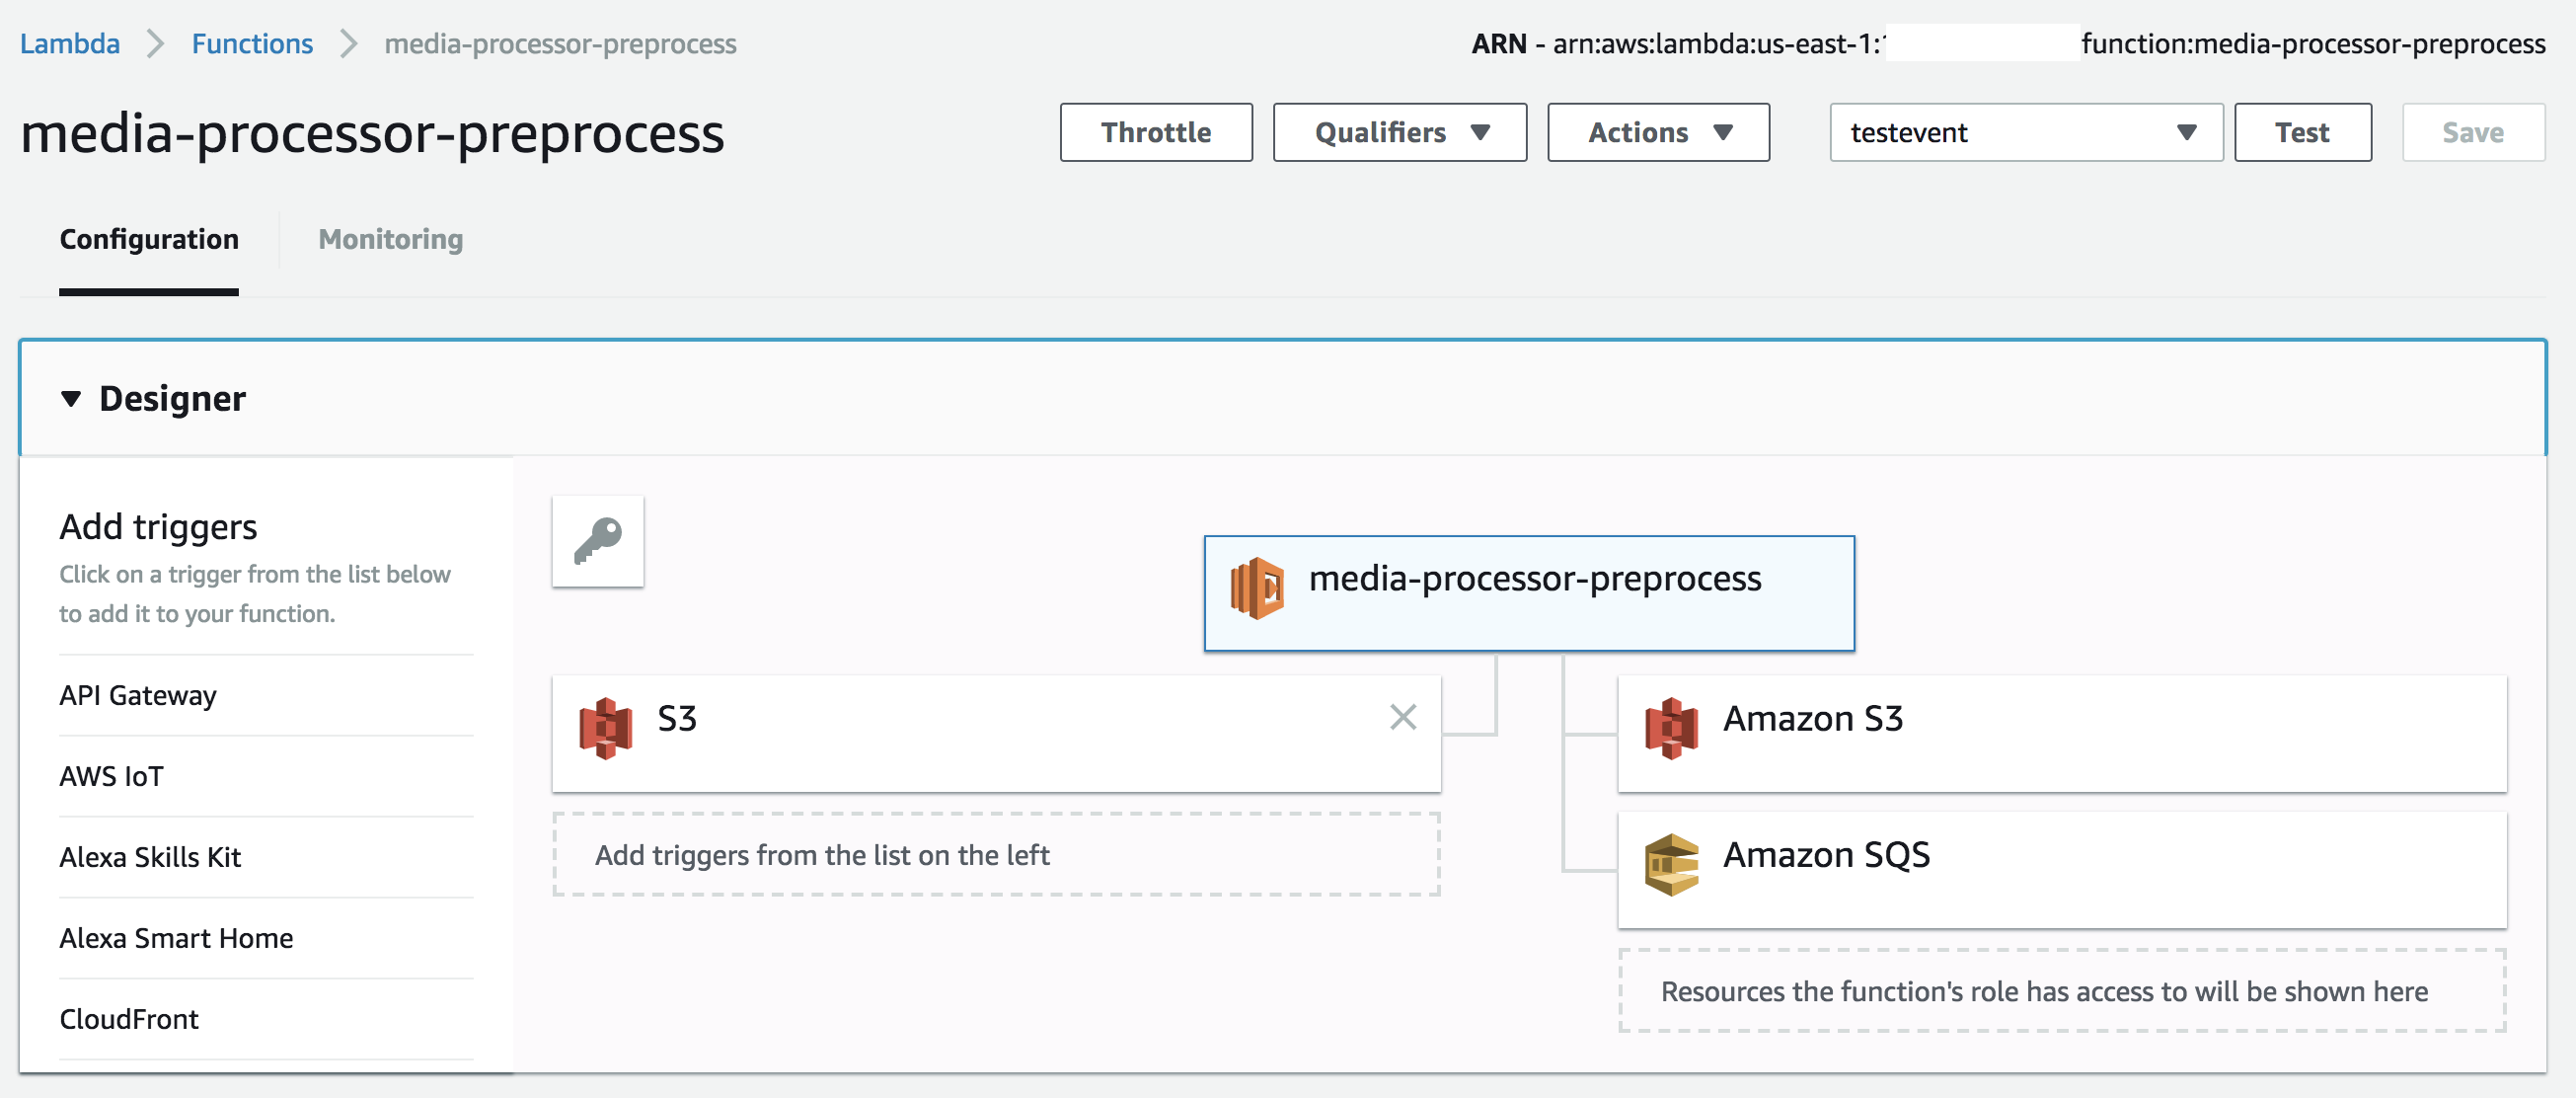 Lambda > Functions > media-processor-preprocess
ARN - arn:aws:lambda:us-east-1: function:media-processor-preprocess
media-processor-preprocess
Throttle Qualifiers Actions testevent Test Save
Configuration Monitoring
Designer
Add triggers
Click on a trigger from the list below
to add it to your function.
API Gateway
AWS IoT
Alexa Skills Kit
Alexa Smart Home
CloudFront
media-processor-preprocess
S3
Add triggers from the list on the left
Amazon S3
Amazon SQS
Resources the function's role has access to will be shown here